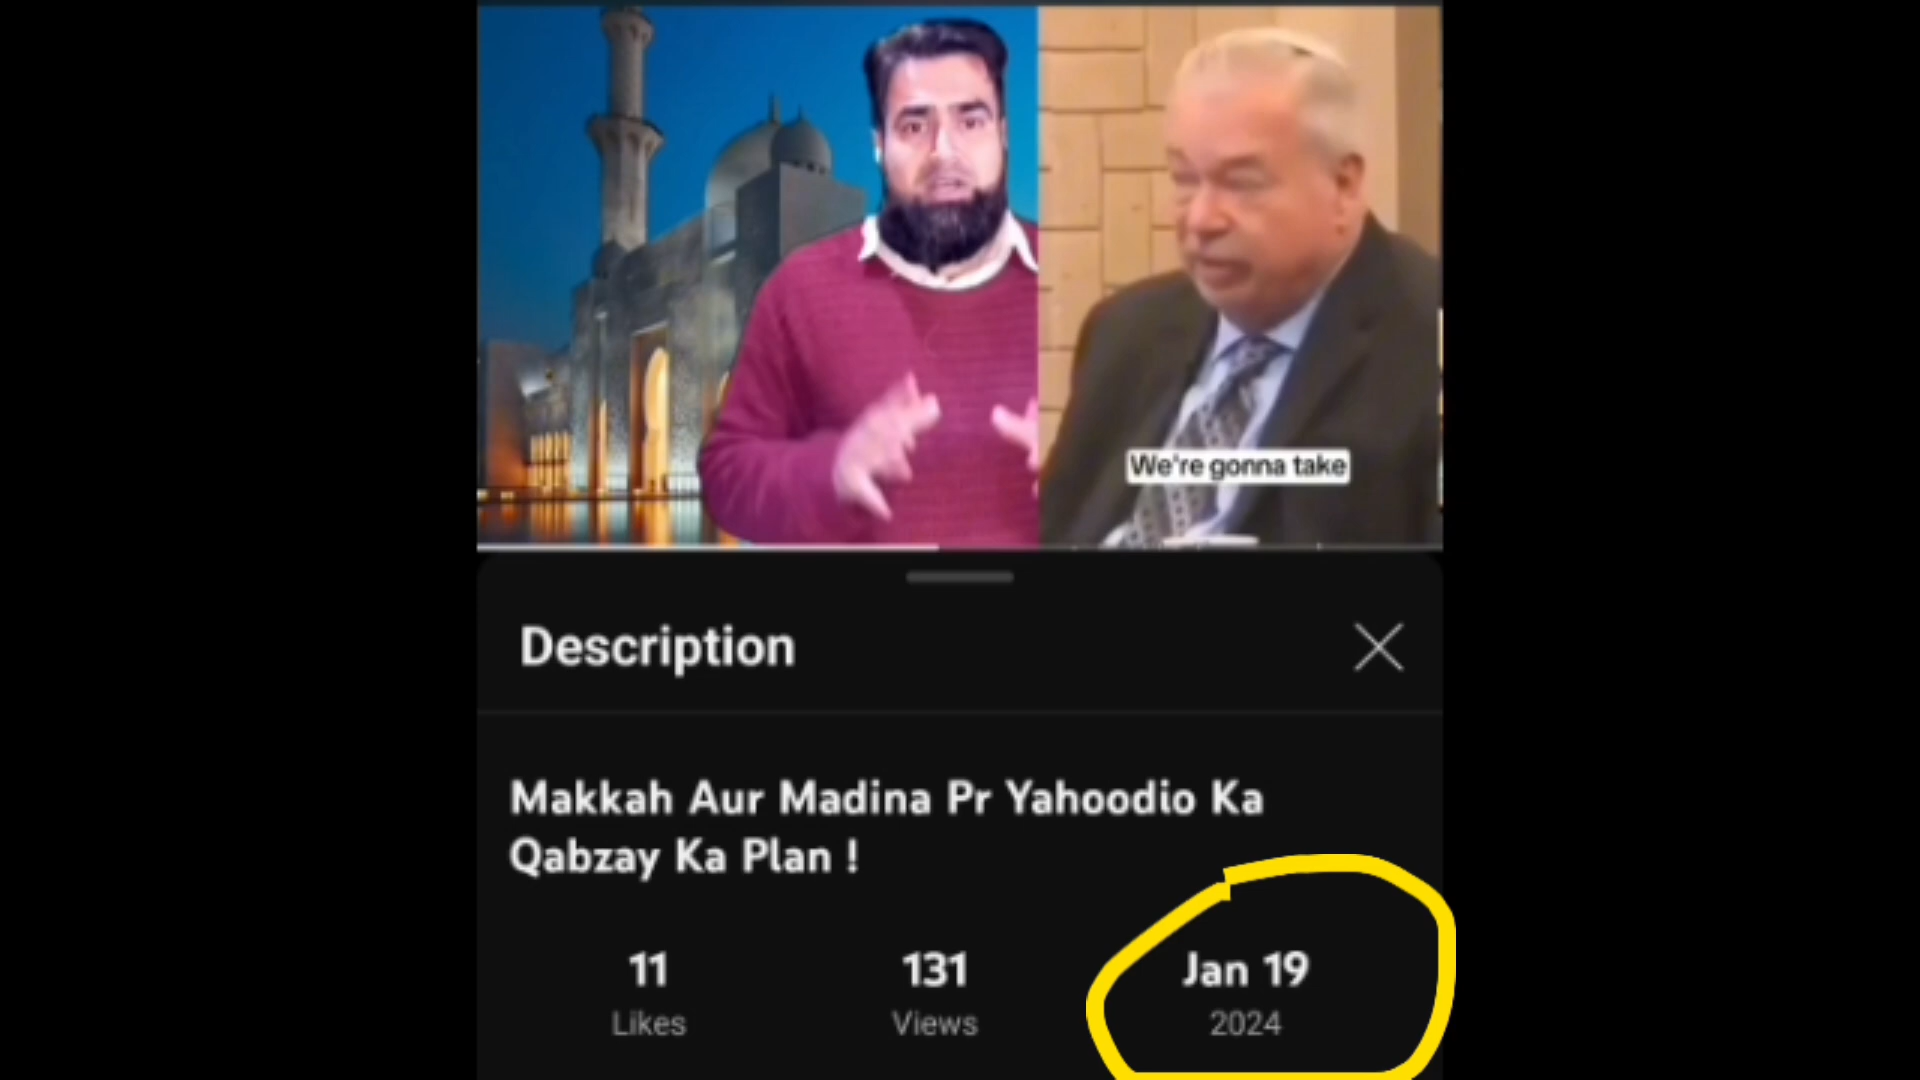 We're gonna take
Description
Makkah Aur Madina Pr Yahoodio Ka
Qabzay Ka Plan !
11
Likes
131
Views
Jan 19
2024